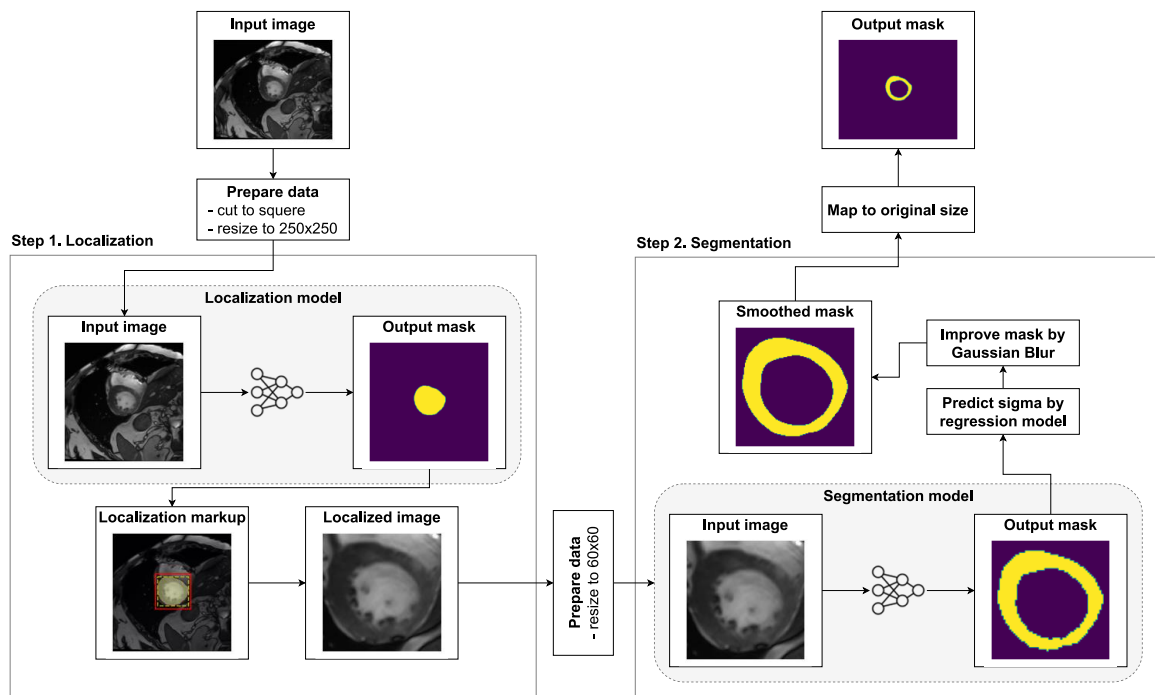 Input image
Prepare data
- cut to squere
- resize to 250x250
Step 1. Localization
Localization model
Input image
Output mask
Localization markup
Localized image
Prepare data
- resize to 60x60
Output mask
Map to original size
Step 2. Segmentation
Smoothed mask
Improve mask by
Gaussian Blur
Predict sigma by
regression model
Segmentation model
Input image
Output mask